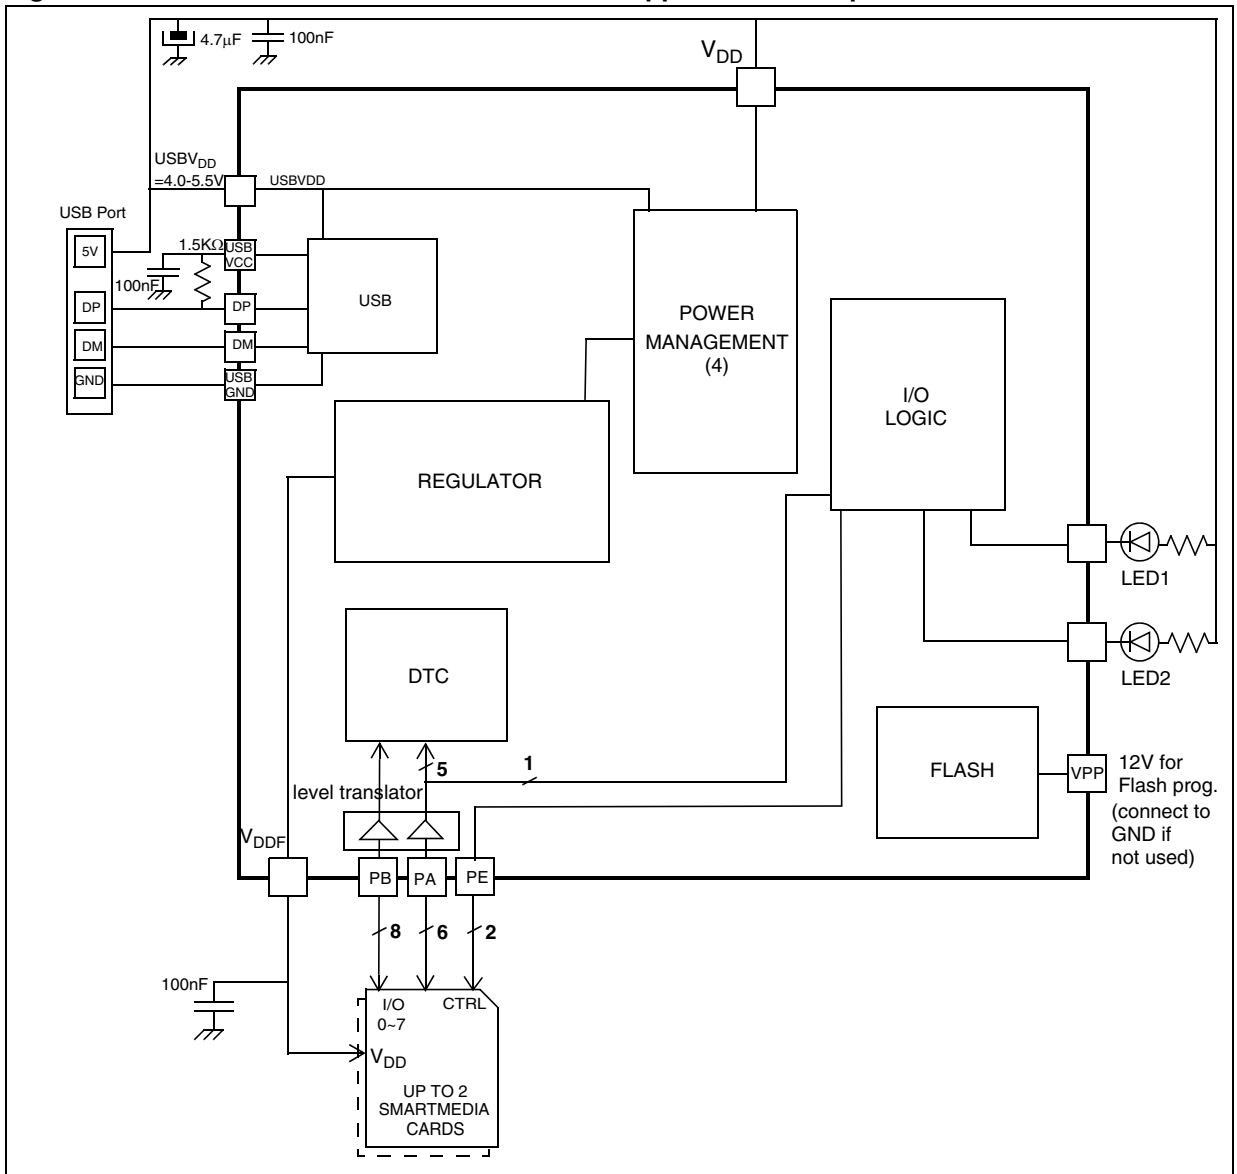 4.7µF
100nF
VDD
USBVDD
=4.0-5.5V
USBVDD
USB Port
5V
1.5KΩ
USB
VCC
100nF
DP
DP
DM
DM
GND
USB
GND
USB
POWER
MANAGEMENT
(4)
I/O
LOGIC
REGULATOR
LED1
DTC
LED2
5
1
level translator
FLASH
VPP
12V for
Flash prog.
(connect to
GND if
not used)
VDDF
PB
PA
PE
8
6
2
100nF
I/O
0~7
CTRL
VDD
UP TO 2
SMARTMEDIA
CARDS